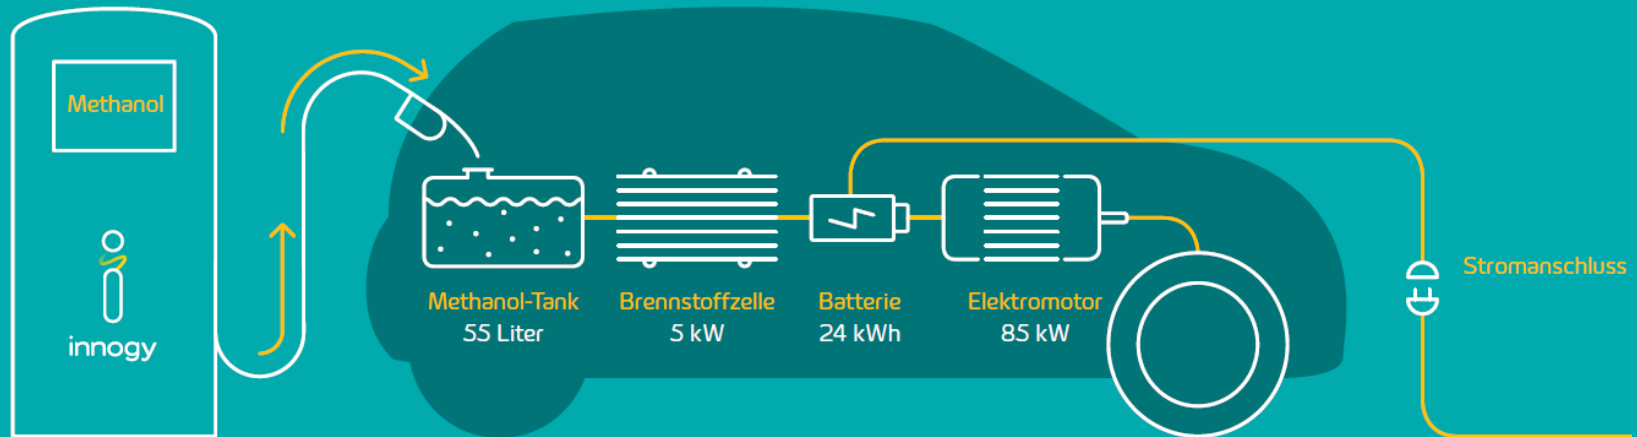 Methanol
innogy
Methanol-Tank
55 Liter
Brennstoffzelle
5 kW
Batterie
24 kWh
Elektromotor
85 kW
Stromanschluss